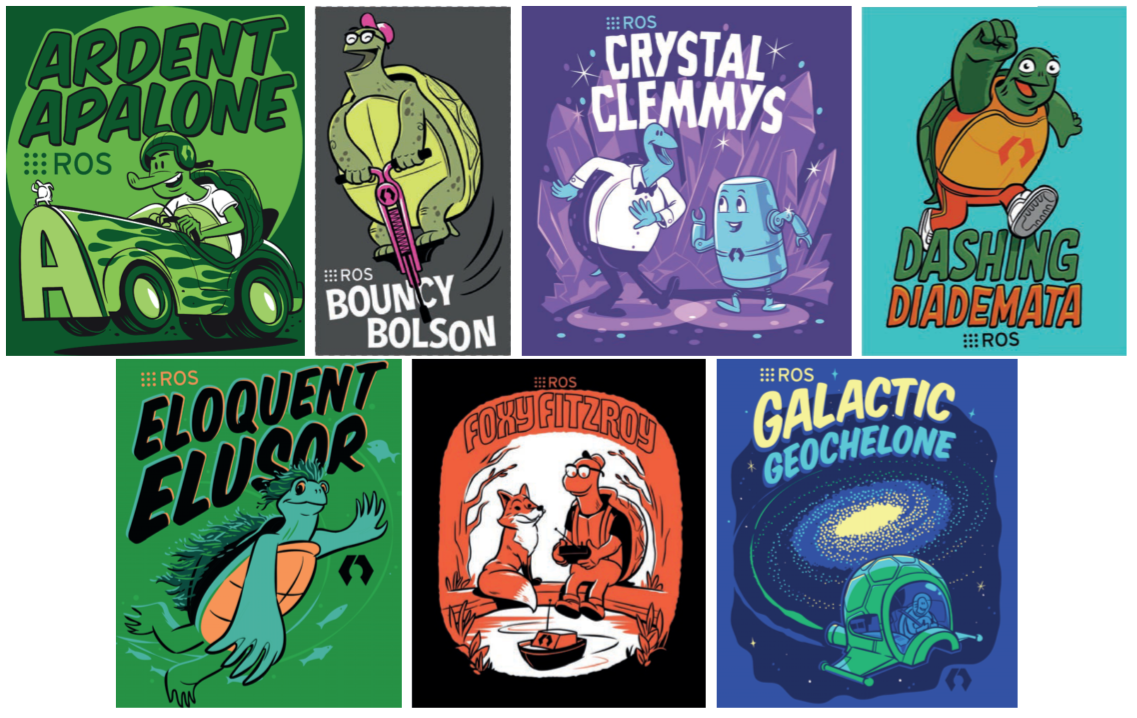 ARDENT
APALONE
ROS
A
ROS
BOUNCY
BOLSON
ROS
CRYSTAL
CLEMMYS
DASHING
DIADEMATA
ROS
ROS
ELOQUENT
ELUSOR
ROS
FOXY FITZROY
ROS
GALACTIC
GEOCHELONE